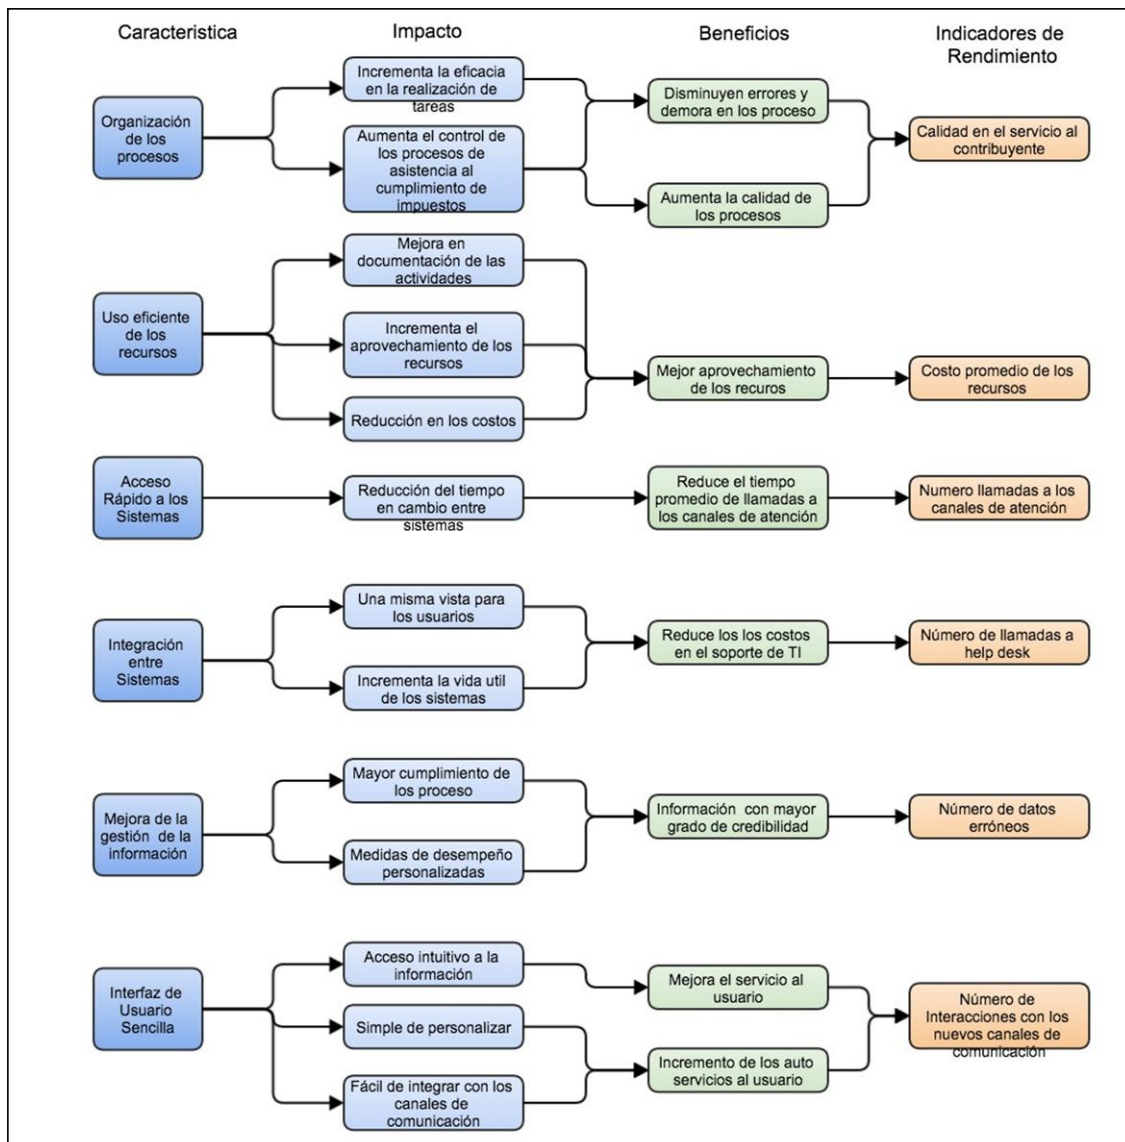 Caracteristica
Impacto
Beneficios
Indicadores de
Rendimiento
Organización
de los
procesos
Incrementa la eficacia
en la realización de
tareas
Aumenta el control de
los procesos de
asistencia al
cumplimiento de
impuestos
Disminuyen errores y
demora en los proceso
Aumenta la calidad de
los procesos
Calidad en el servicio al
contribuyente
Uso eficiente
de los
recursos
Mejora en
documentación de las
actividades
Incrementa el
aprovechamiento de los
recursos
Reducción en los costos
Mejor aprovechamiento
de los recuros
Costo promedio de los
recursos
Acceso
Rápido a los
Sistemas
Reducción del tiempo
en cambio entre
sistemas
Reduce el tiempo
promedio de llamadas a
los canales de atención
Numero llamadas a los
canales de atención
Integración
entre
Sistemas
Una misma vista para
los usuarios
Incrementa la vida util
de los sistemas
Reduce los los costos
en el soporte de TI
Número de llamadas a
help desk
Mejora de la
gestión de la
información
Mayor cumplimiento de
los proceso
Medidas de desempeño
personalizadas
Información con mayor
grado de credibilidad
Número de datos
erróneos
Interfaz de
Usuario
Sencilla
Acceso intuitivo a la
información
Simple de personalizar
Fácil de integrar con los
canales de
comunicación
Mejora el servicio al
usuario
Incremento de los auto
servicios al usuario
Número de
Interacciones con los
nuevos canales de
comunicación